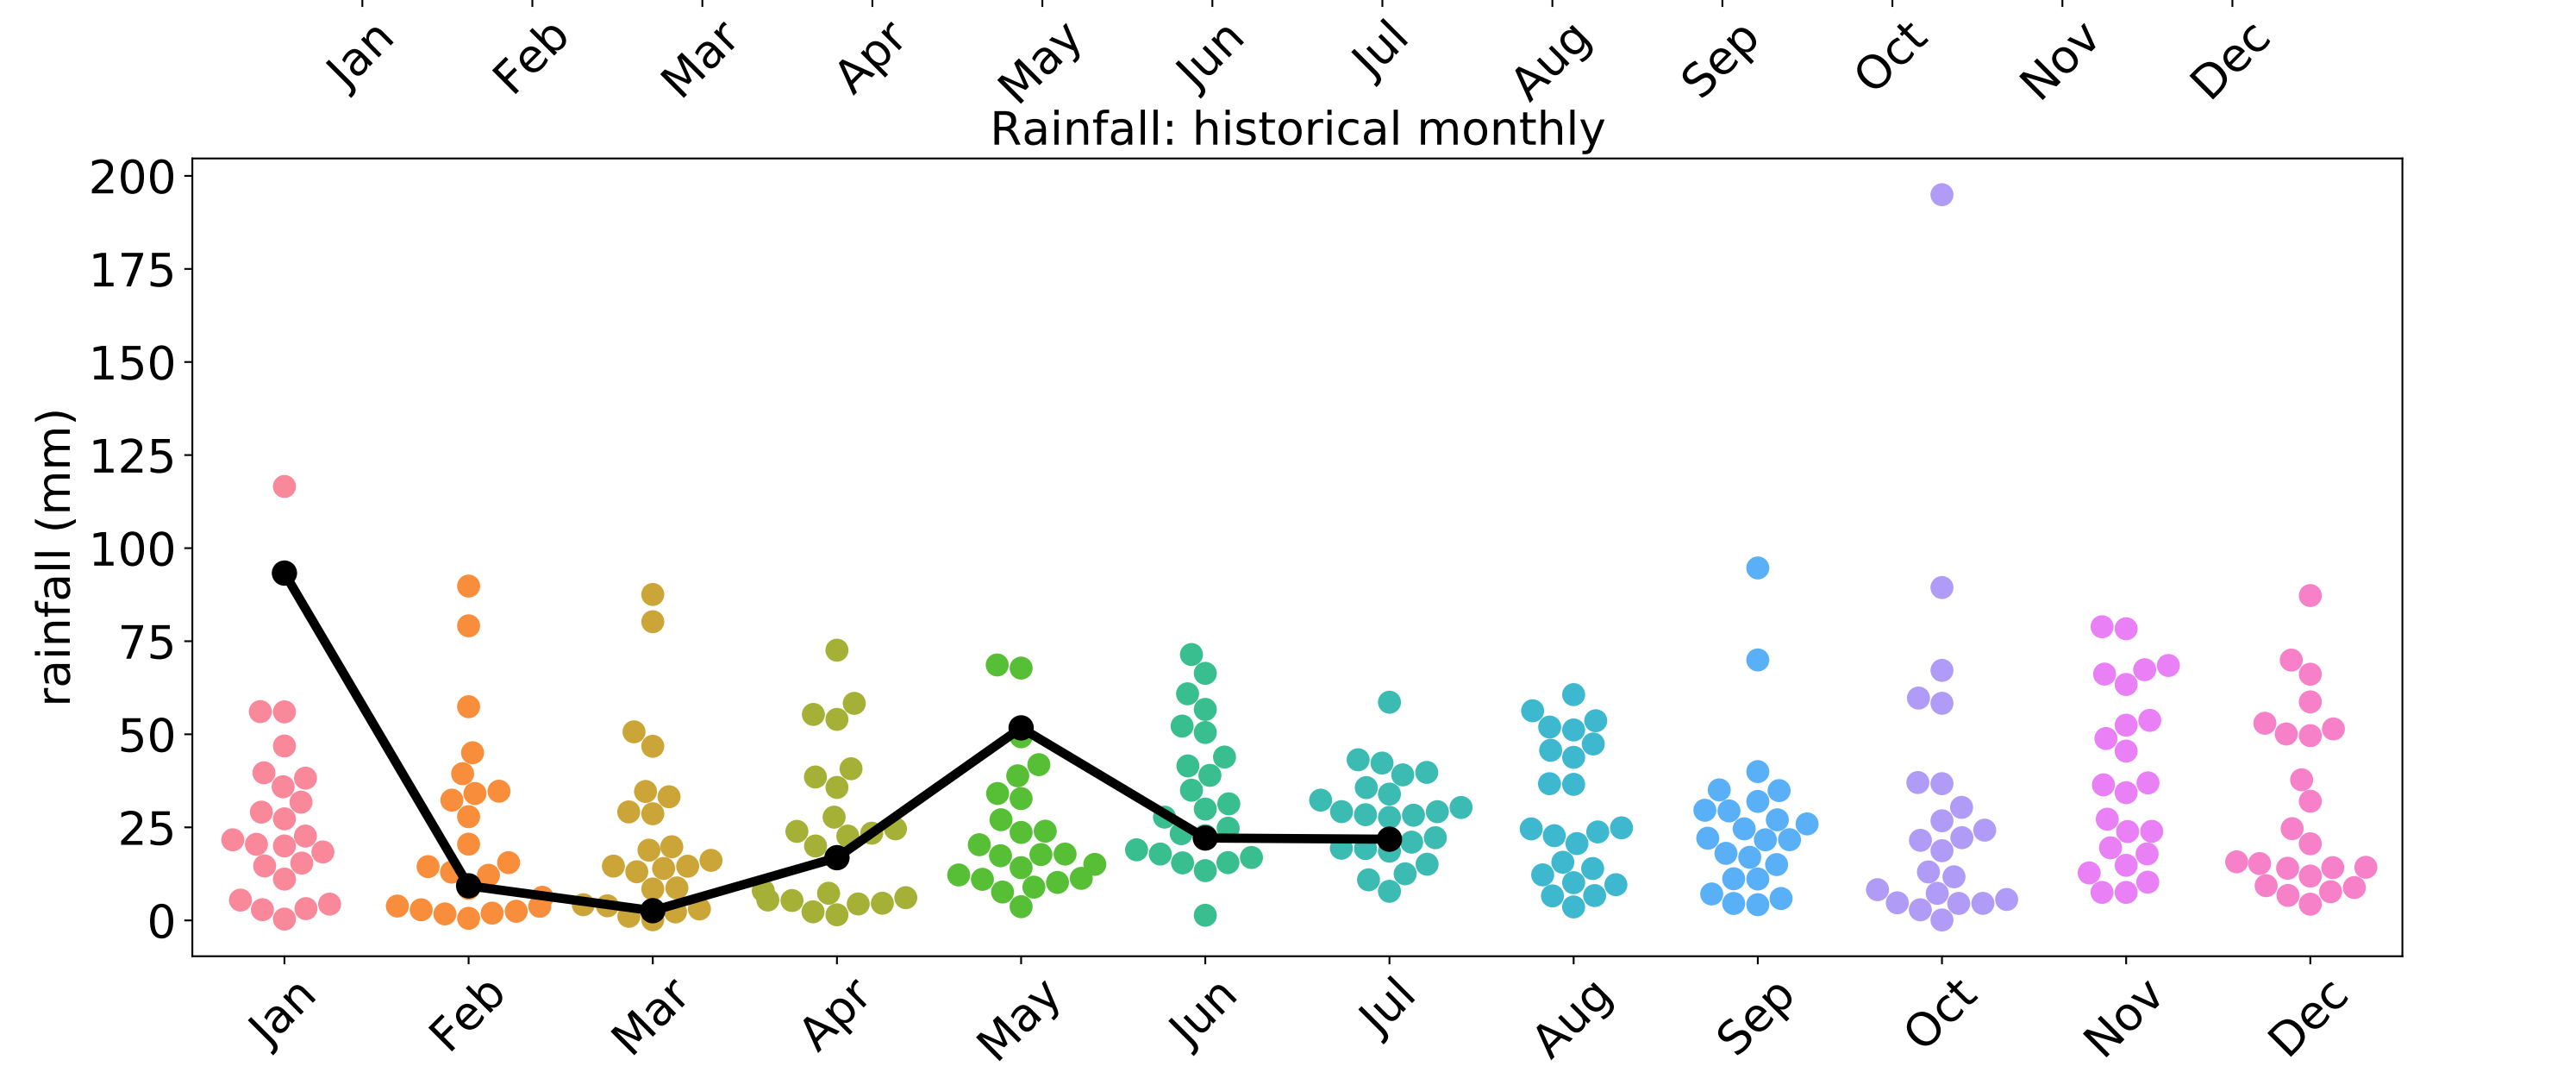 Jan Feb Mar Apr May Jun Jul Aug Sep Oct Nov Dec
Rainfall: historical monthly
200
175
150
125
100
75
50
25
0
rainfall (mm)
Jan Feb Mar Apr May Jun Jul Aug Sep Oct Nov Dec